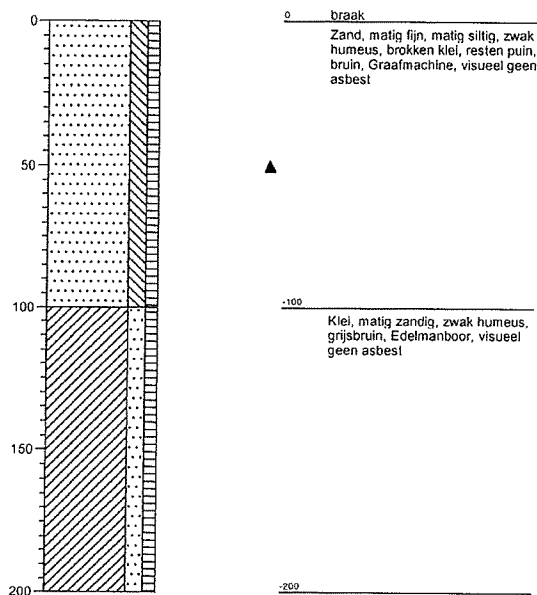 0
50
100
150
200
0 braak
Zand, matig fijn, matig siltig, zwak
humeus, brokken klei, resten puin,
bruin, Graafmachine, visueel geen
asbest
-100
Klei, matig zandig, zwak humeus,
grijsbruin, Edelmanboor, visueel
geen asbest
-200